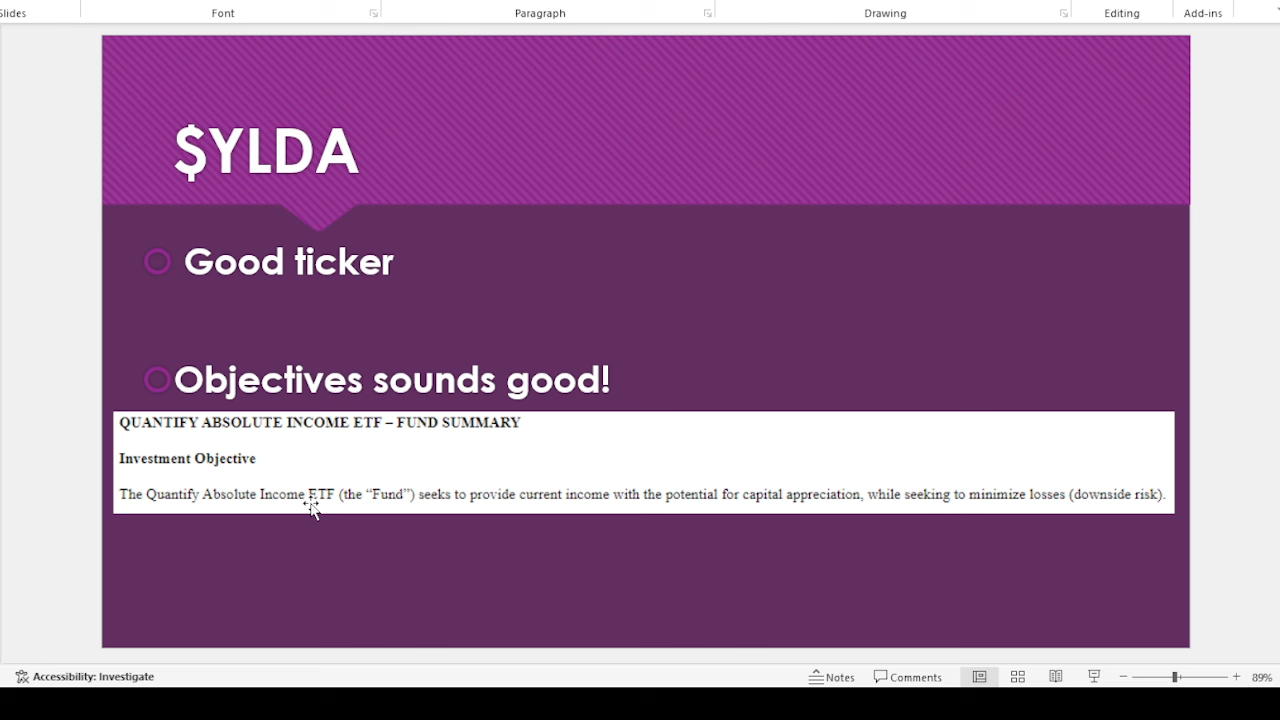 Slides
Font
Paragraph
Drawing
Editing
Add-ins
$YLDA
Good ticker
Objectives sounds good!
QUANTIFY ABSOLUTE INCOME ETF – FUND SUMMARY
Investment Objective
The Quantify Absolute Income ETF (the “Fund”) seeks to provide current income with the potential for capital appreciation, while seeking to minimize losses (downside risk).
Accessibility: Investigate
Notes
Comments
89%